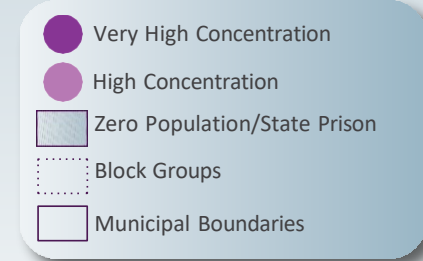 Very High Concentration
High Concentration
Zero Population/State Prison
Block Groups
Municipal Boundaries